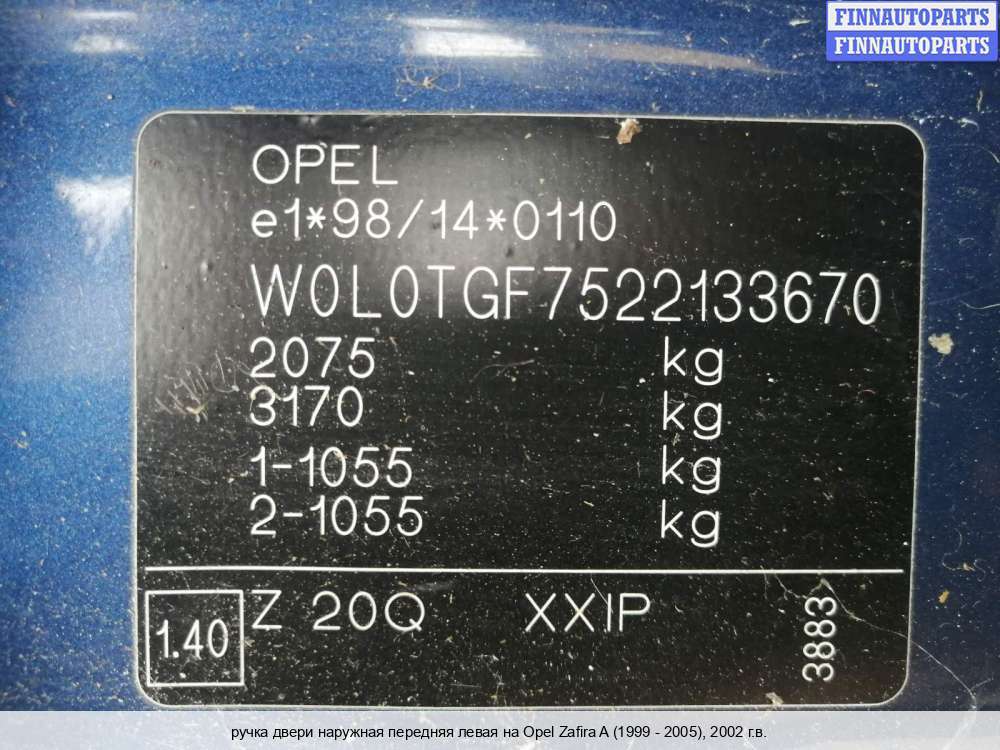 FINNAUTOPARTS
FINNAUTOPARTS
OPEL
e1*98/14*0110
W0L0TGF7522133670
2075 kg
3170 kg
1-1055 kg
2-1055 kg
1.40 Z 20Q XXIP 3883
ручка двери наружная передняя левая на Opel Zafira A (1999 - 2005), 2002 г.в.